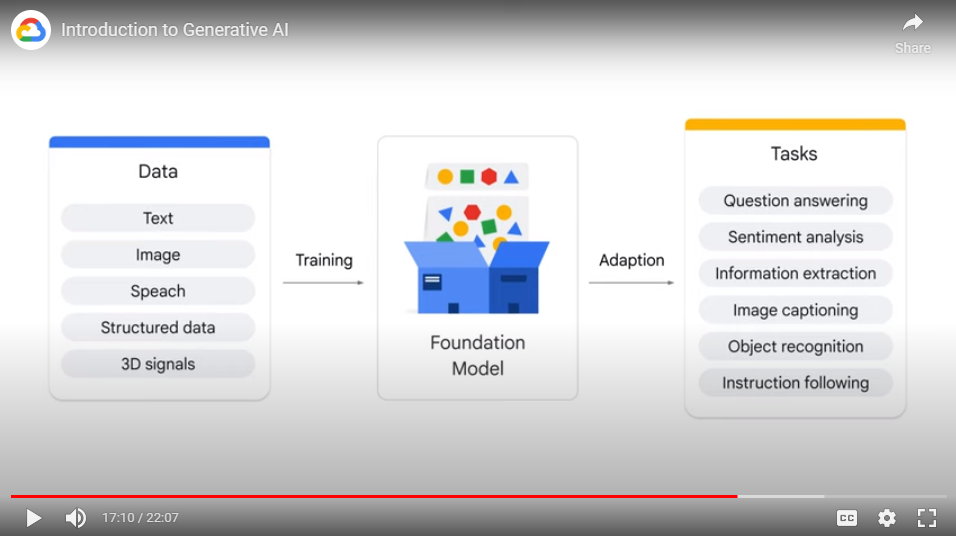 Introduction to Generative AI
Share
Data
Text
Image
Speach
Structured data
3D signals
Training
Foundation
Model
Adaption
Tasks
Question answering
Sentiment analysis
Information extraction
Image captioning
Object recognition
Instruction following
17:10 / 22:07
CC